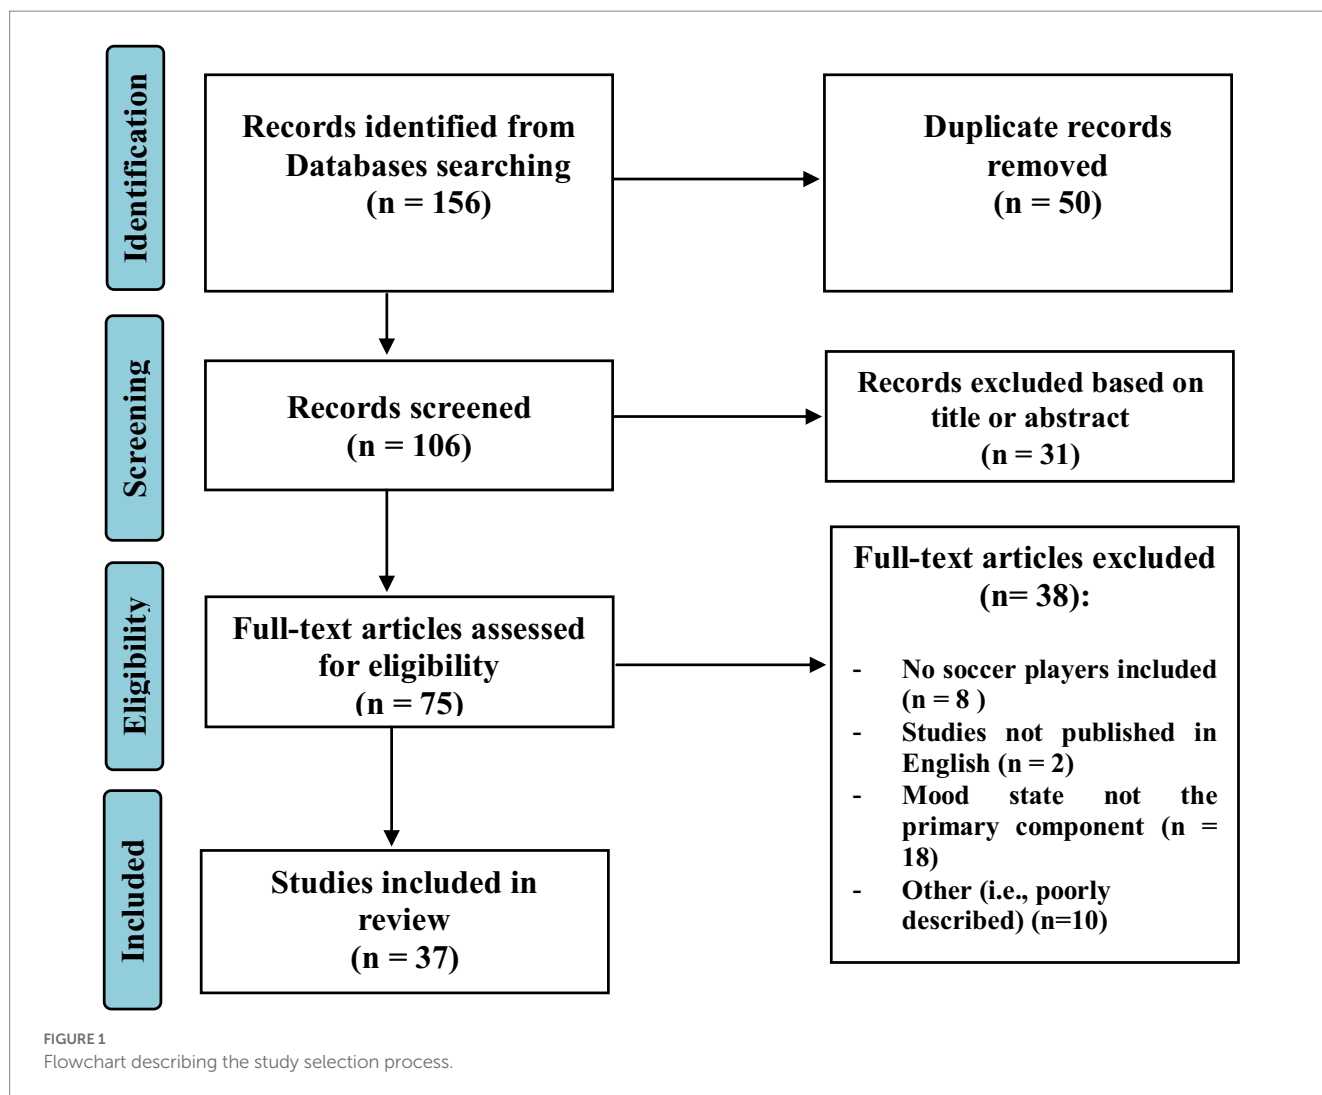 Identification
Records identified from
Databases searching
(n = 156)
Duplicate records
removed
(n = 50)
Screening
Records screened
(n = 106)
Records excluded based on
title or abstract
(n = 31)
Eligibility
Full-text articles assessed
for eligibility
(n = 75)
Full-text articles excluded
(n= 38):
- No soccer players included
(n = 8 )
- Studies not published in
English (n = 2)
- Mood state not the
primary component (n =
18)
- Other (i.e., poorly
described) (n=10)
Included
Studies included in
review
(n = 37)
FIGURE 1
Flowchart describing the study selection process.